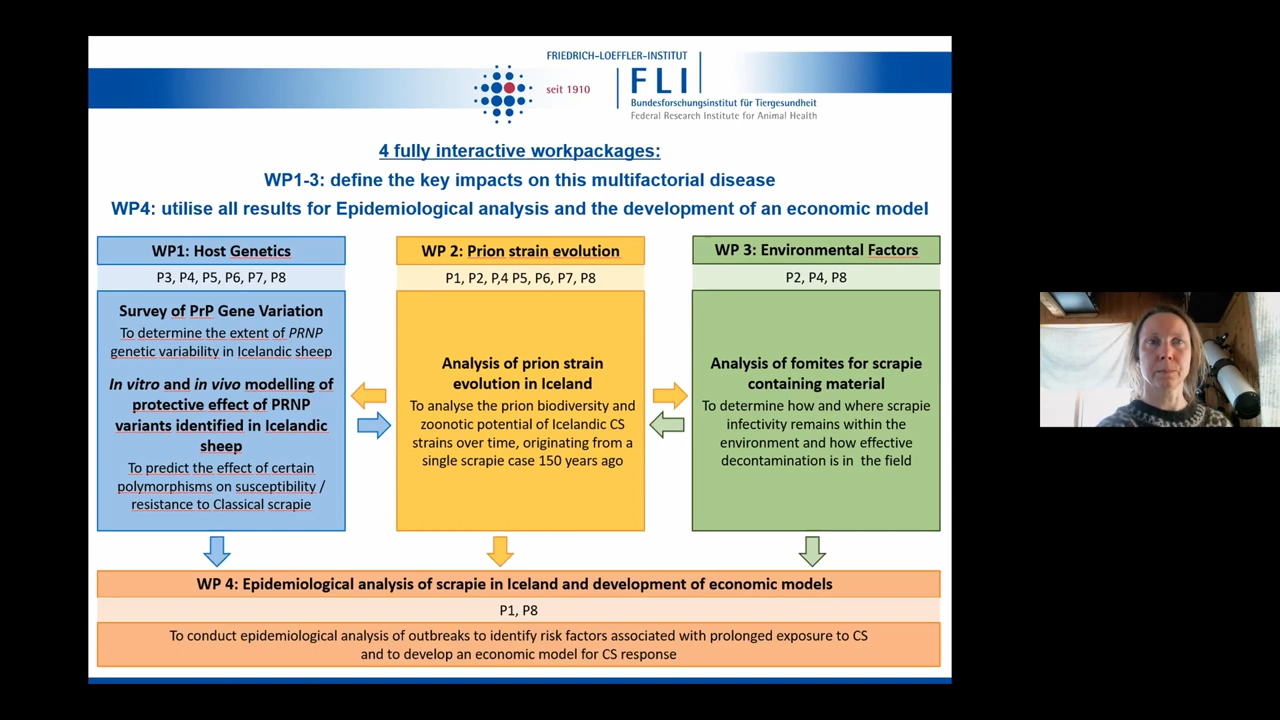 FRIEDRICH-LOEFFLER-INSTITUT
seit 1910
FLI
Bundesforschungsinstitut für Tiergesundheit
Federal Research Institute for Animal Health
4 fully interactive workpackages:
WP1-3: define the key impacts on this multifactorial disease
WP4: utilise all results for Epidemiological analysis and the development of an economic model
WP1: Host Genetics
P3, P4, P5, P6, P7, P8
Survey of PrP Gene Variation
To determine the extent of PRNP
genetic variability in Icelandic sheep
In vitro and in vivo modelling of
protective effect of PRNP
variants identified in Icelandic
sheep
To predict the effect of certain
polymorphisms on susceptibility /
resistance to Classical scrapie
WP 2: Prion strain evolution
P1, P2, P,4 P5, P6, P7, P8
Analysis of prion strain
evolution in Iceland
To analyse the prion biodiversity and
zoonotic potential of Icelandic CS
strains over time, originating from a
single scrapie case 150 years ago
WP 3: Environmental Factors
P2, P4, P8
Analysis of fomites for scrapie
containing material
To determine how and where scrapie
infectivity remains within the
environment and how effective
decontamination is in the field
WP 4: Epidemiological analysis of scrapie in Iceland and development of economic models
P1, P8
To conduct epidemiological analysis of outbreaks to identify risk factors associated with prolonged exposure to CS
and to develop an economic model for CS response